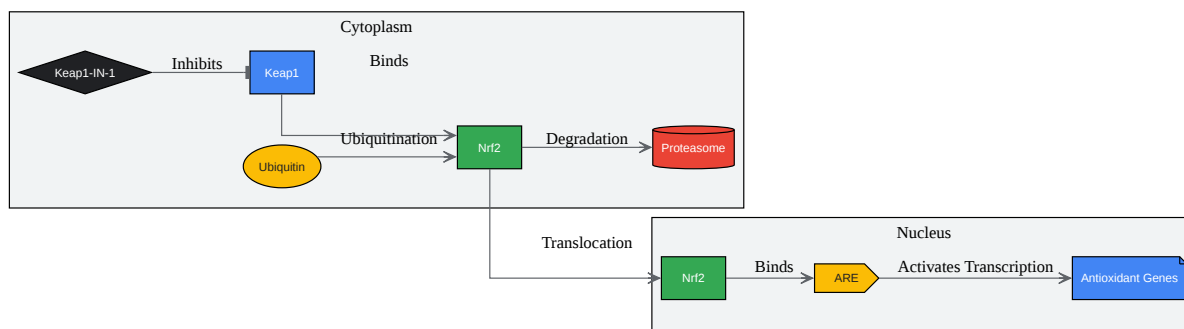 Cytoplasm
Keap1-IN-1
Inhibits
Keap1
Binds
Ubiquitination
Ubiquitin
Nrf2
Degradation
Proteasome
Translocation
Nucleus
Nrf2
Binds
ARE
Activates Transcription
Antioxidant Genes